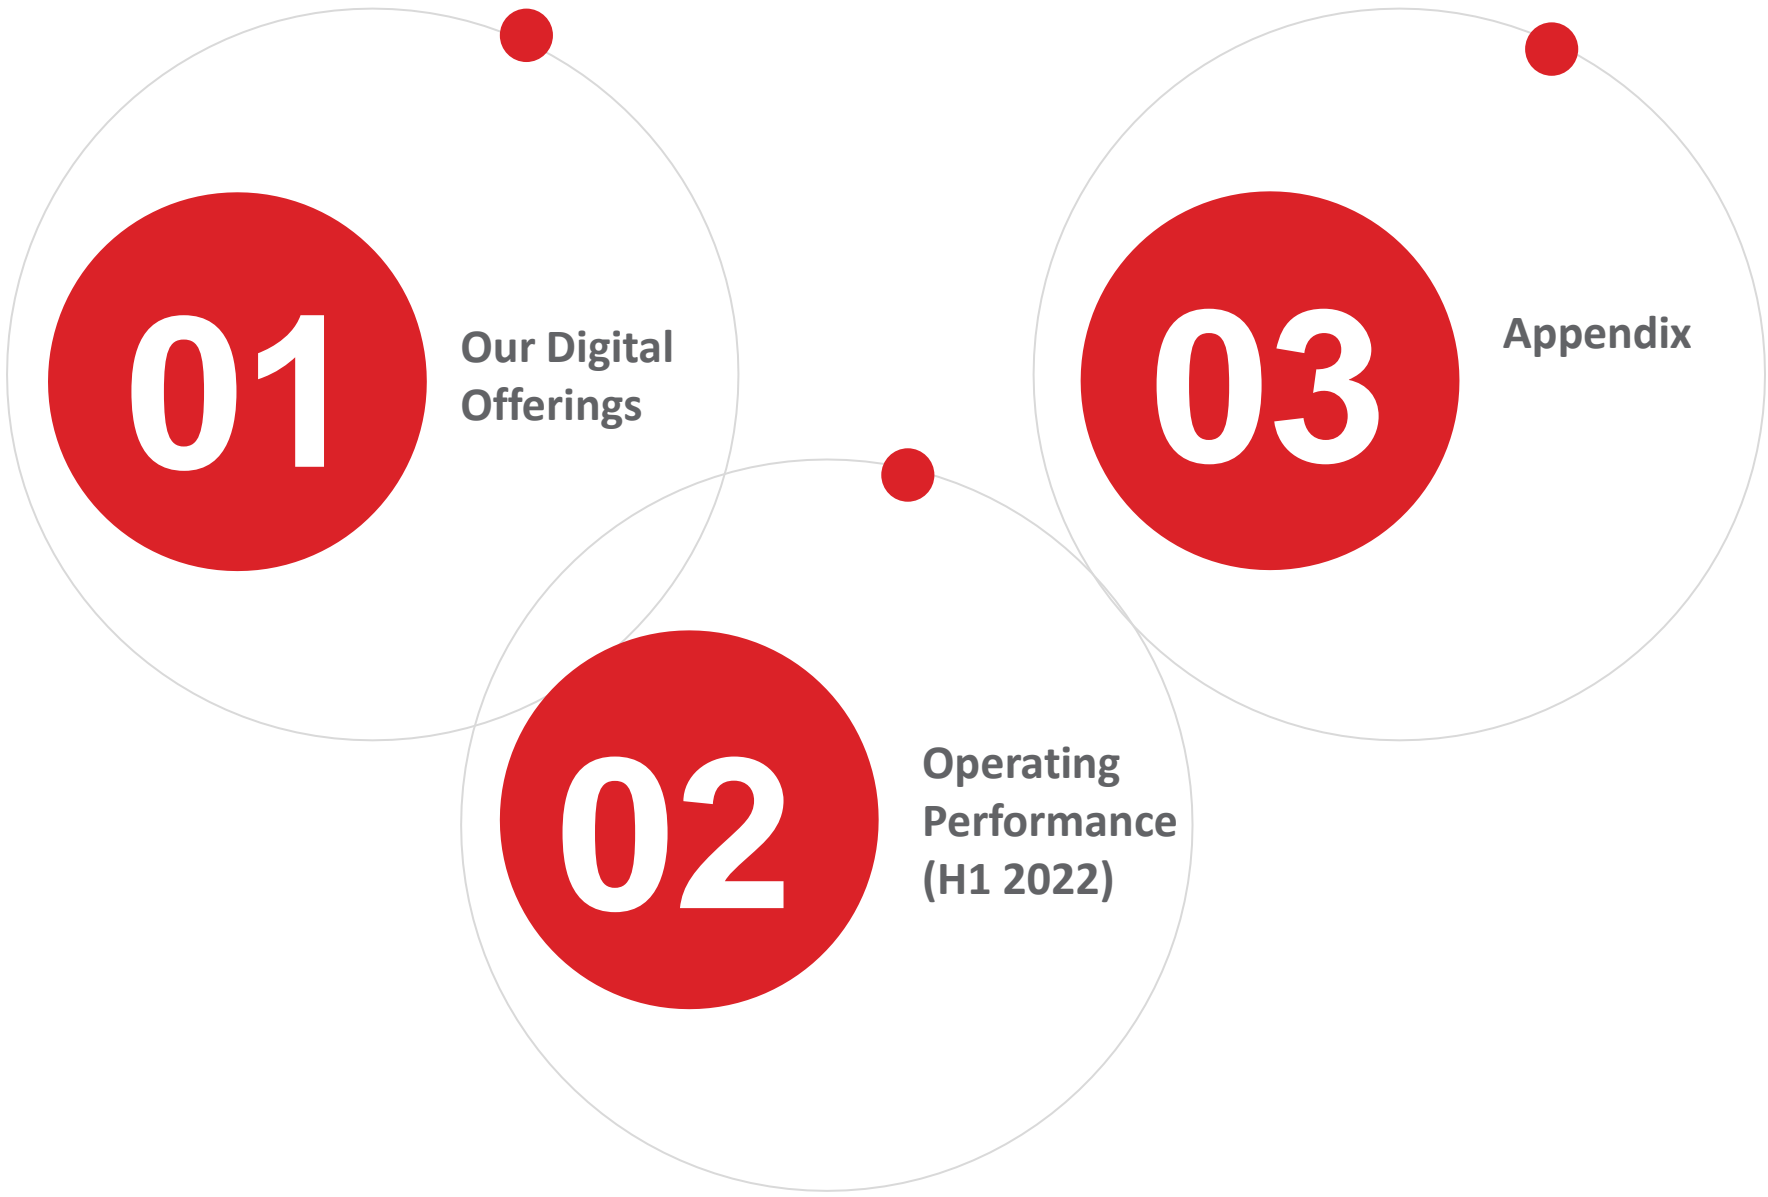 01
Our Digital
Offerings
02
Operating
Performance
(H1 2022)
03
Appendix